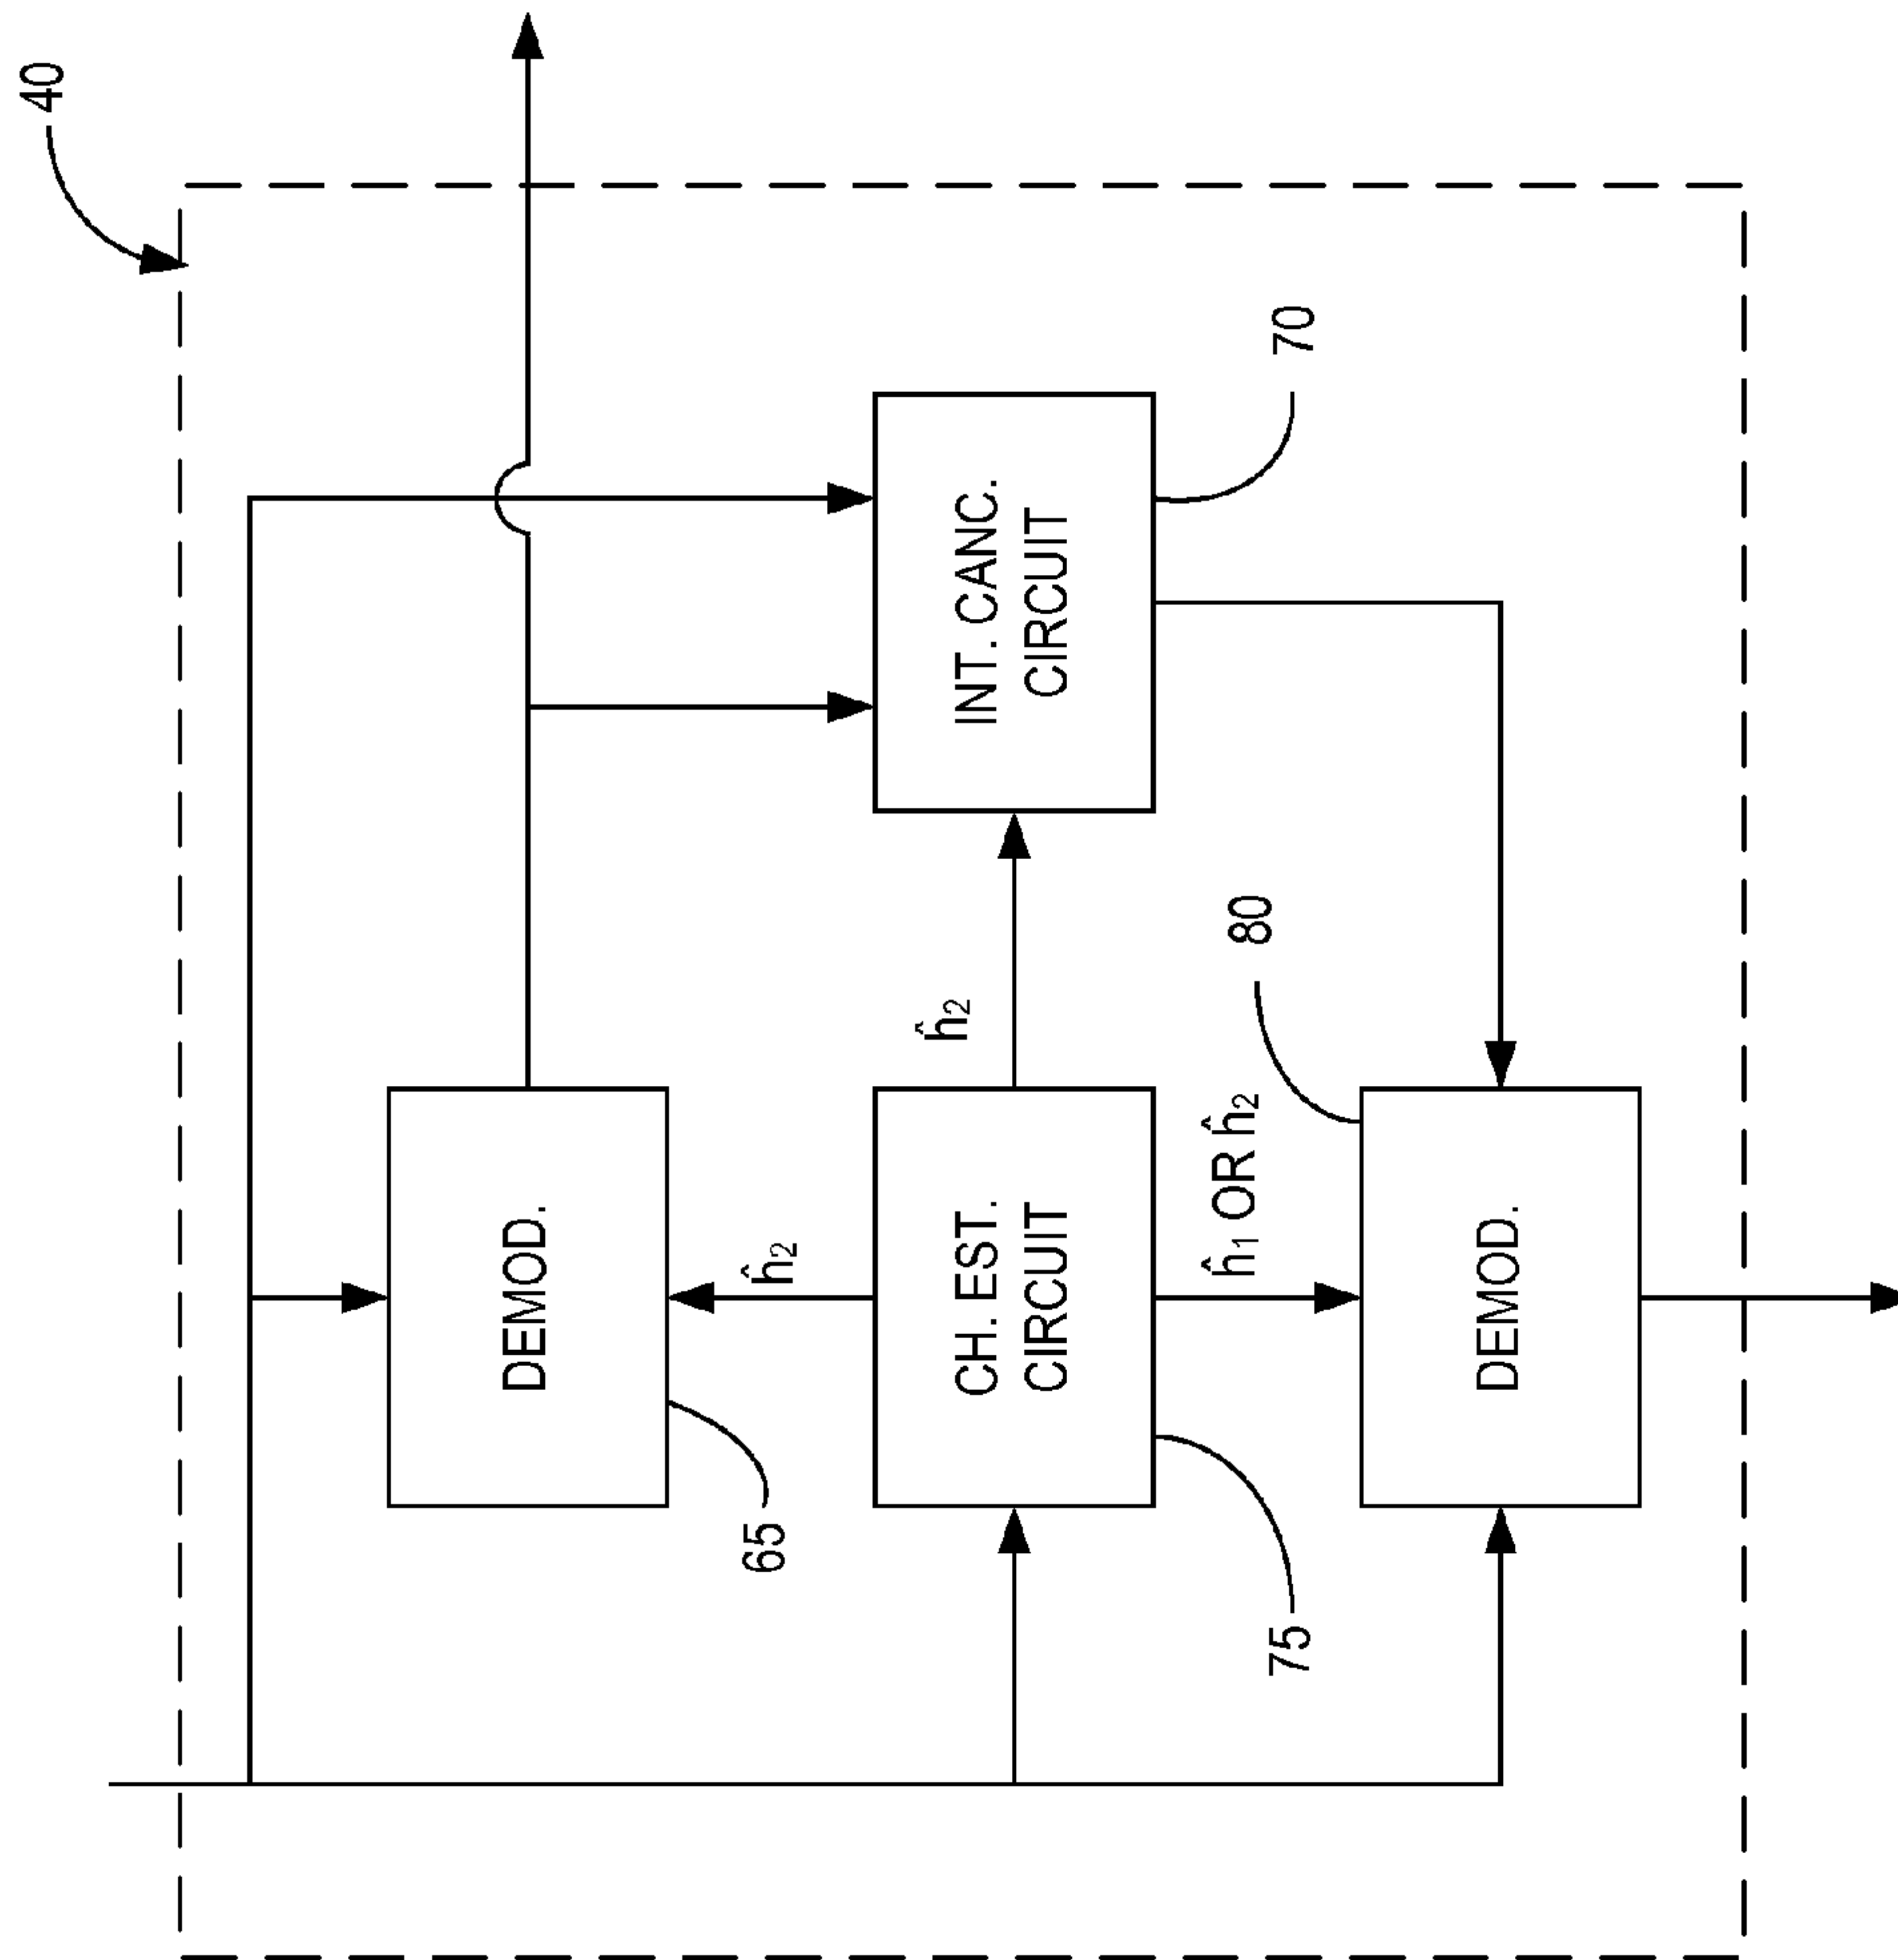 40
DEMOD.
65
ĥ₂
INT. CANC.
CIRCUIT
70
ĥ₂
CH. EST.
CIRCUIT
75
ĥ₁ OR ĥ₂
80
DEMOD.